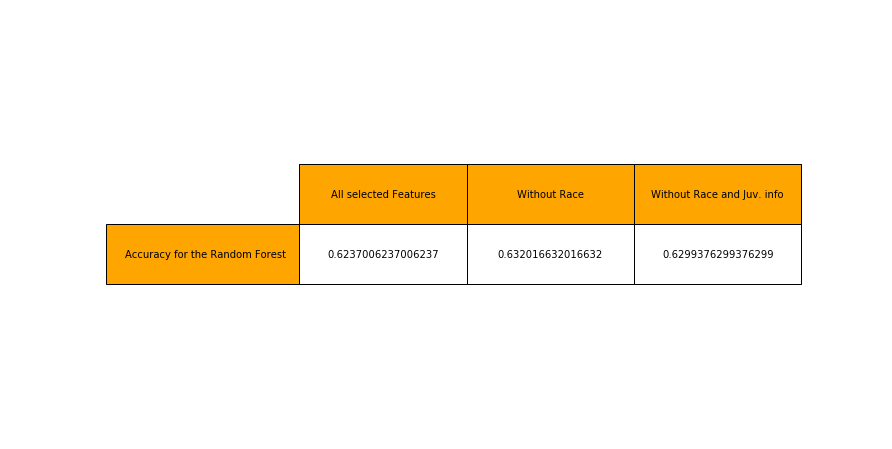 All selected Features Without Race Without Race and Juv. info
Accuracy for the Random Forest 0.6237006237006237 0.632016632016632 0.6299376299376299